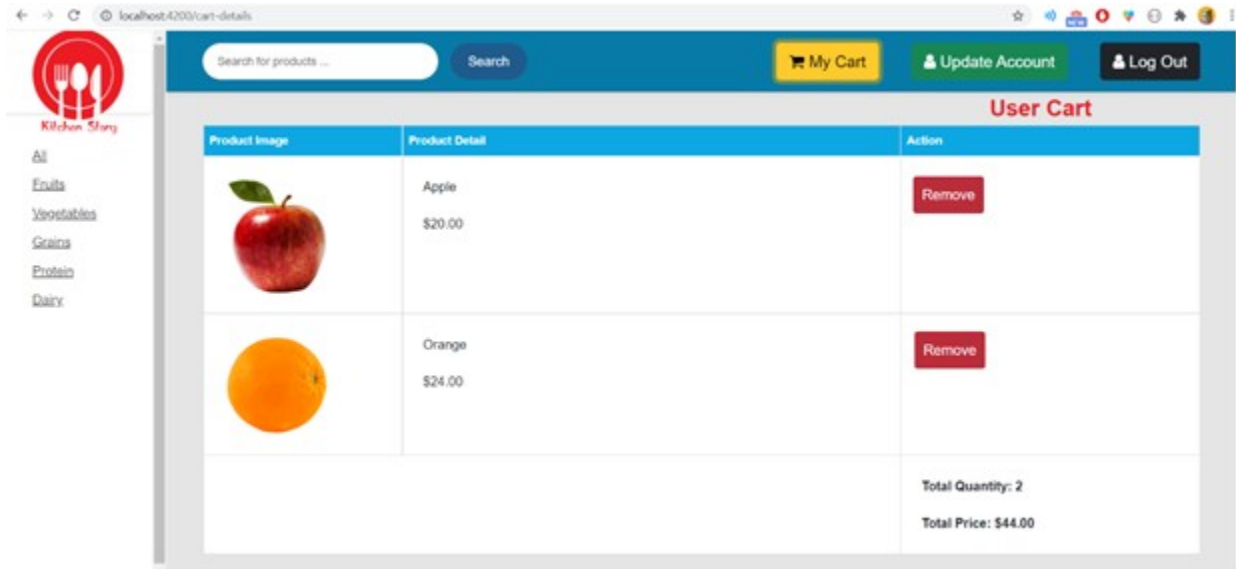 localhost:4200/cart-details
Kitchen Story
Search for products ...
Search
My Cart
Update Account
Log Out
All
Fruits
Vegetables
Grains
Protein
Dairy
User Cart
Product Image
Product Detail
Action
Apple
$20.00
Remove
Orange
$24.00
Remove
Total Quantity: 2
Total Price: $44.00